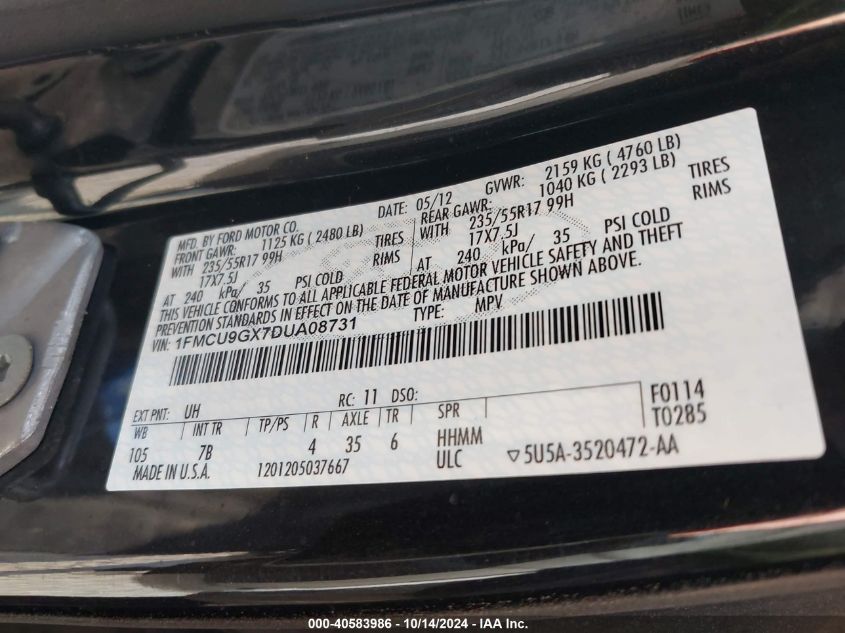 MFD. BY FORD MOTOR CO. DATE: 05/12 GVWR: 2159 KG ( 4760 LB)
FRONT GAWR: 1125 KG ( 2480 LB) REAR GAWR: 1040 KG ( 2293 LB)
WITH 235/55R17 99H TIRES WITH 235/55R17 99H TIRES
17X7.5J RIMS 17X7.5J RIMS
AT 240 kPa/ 35 PSI COLD AT 240 kPa/ 35 PSI COLD
THIS VEHICLE CONFORMS TO ALL APPLICABLE FEDERAL MOTOR VEHICLE SAFETY AND THEFT
PREVENTION STANDARDS IN EFFECT ON THE DATE OF MANUFACTURE SHOWN ABOVE.
VIN: 1FMCU9GX7DUA08731 TYPE: MPV
EXT PNT: UH RC: 11 DSO: F0114
WB INT TR TP/PS R AXLE TR SPR T0285
105 7B 4 35 6 HHMM
MADE IN U.S.A. 1201205037667 ULC ▽5U5A-3520472-AA
000-40583986 - 10/14/2024 - IAA Inc.